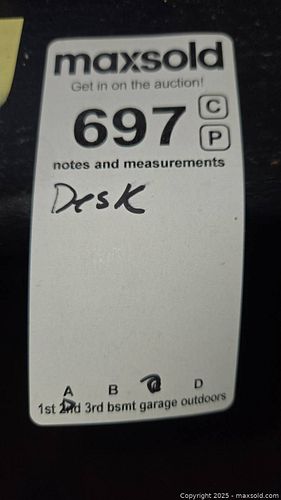 maxsold
Get in on the auction!
697 C
P
notes and measurements
Desk
A B C D
1st 2nd 3rd bsmt garage outdoors
Copyright © 2025 - maxsold.com